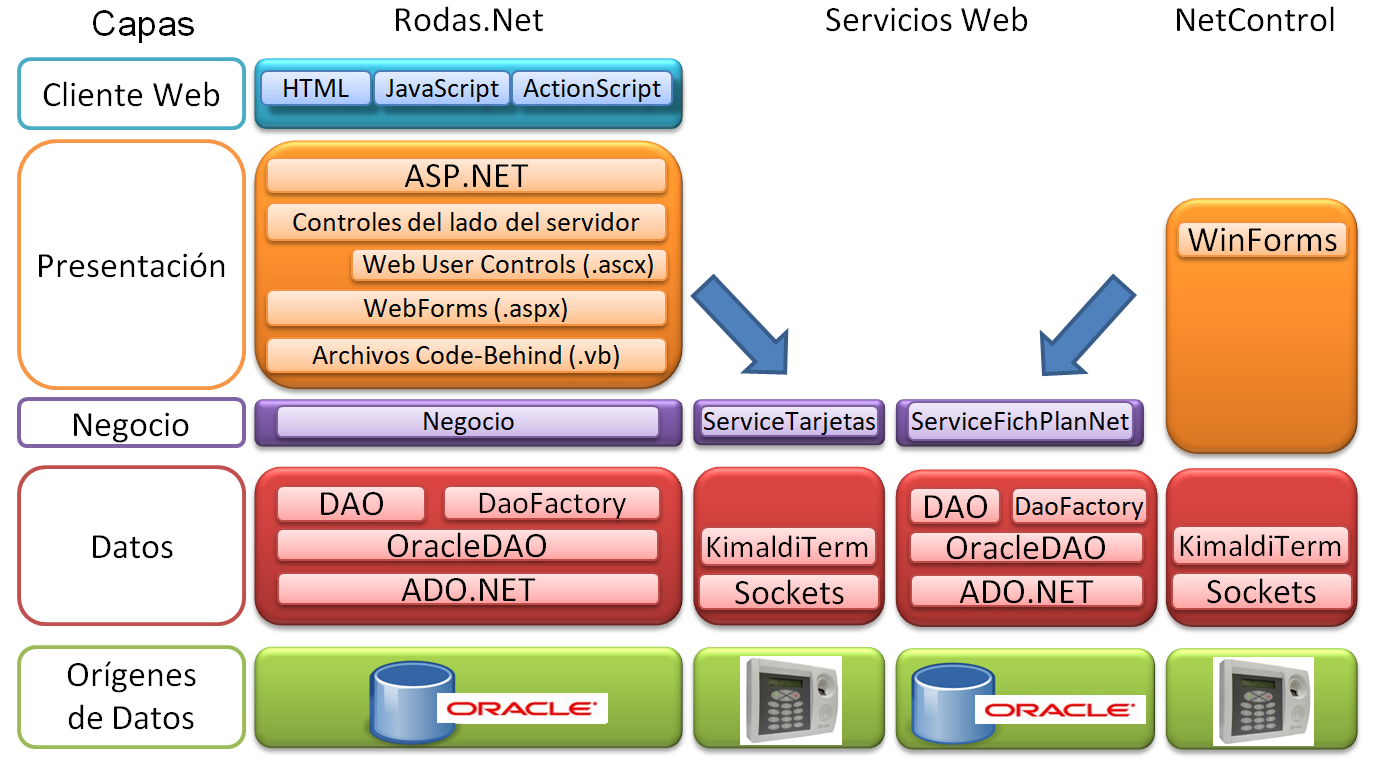 Capas
Rodas.Net
Servicios Web
NetControl
Cliente Web
HTML
JavaScript
ActionScript
Presentación
ASP.NET
Controles del lado del servidor
Web User Controls (.ascx)
WebForms (.aspx)
Archivos Code-Behind (.vb)
WinForms
Negocio
Negocio
ServiceTarjetas
ServiceFichPlanNet
Datos
DAO
DaoFactory
OracleDAO
ADO.NET
KimaldiTerm
Sockets
DAO
DaoFactory
OracleDAO
ADO.NET
KimaldiTerm
Sockets
Orígenes
de Datos
ORACLE
ORACLE